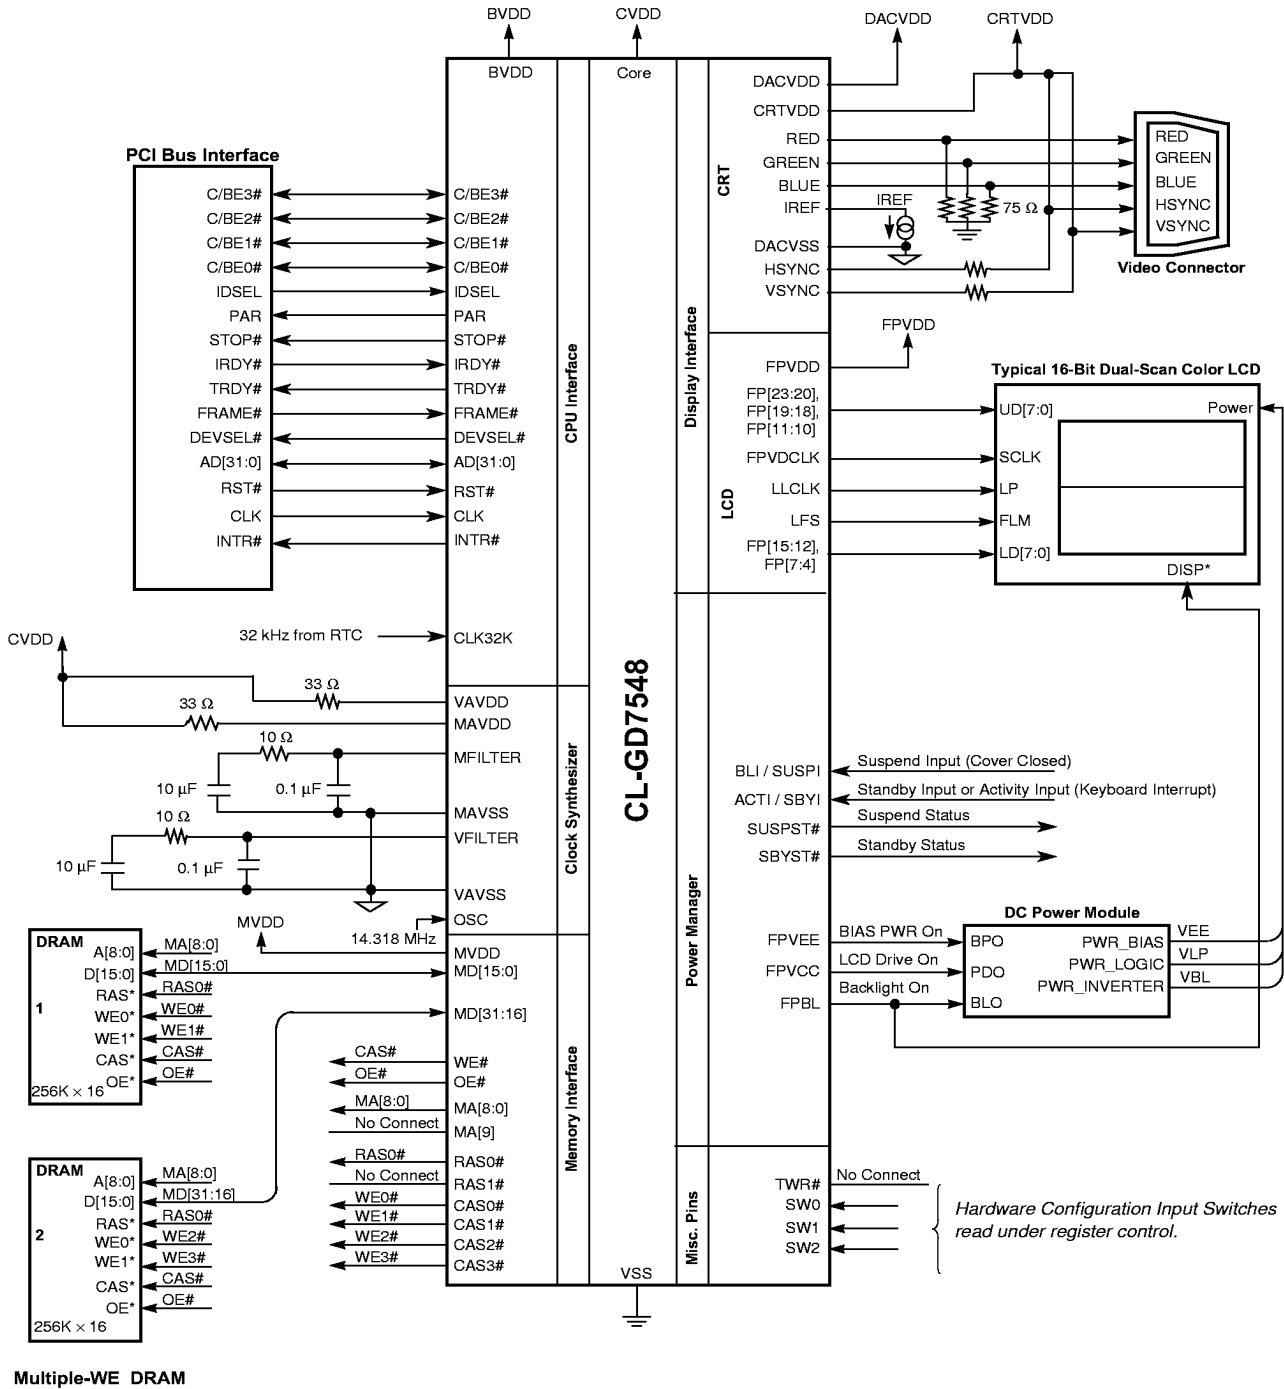 BVDD
CVDD
DACVDD
CRTVDD
BVDD
Core
PCI Bus Interface
C/BE3#
C/BE2#
C/BE1#
C/BE0#
IDSEL
PAR
STOP#
IRDY#
TRDY#
FRAME#
DEVSEL#
AD[31:0]
RST#
CLK
INTR#
C/BE3#
C/BE2#
C/BE1#
C/BE0#
IDSEL
PAR
STOP#
IRDY#
TRDY#
FRAME#
DEVSEL#
AD[31:0]
RST#
CLK
INTR#
CPU Interface
32 kHz from RTC
CLK32K
CVDD
33 Ω
33 Ω
10 Ω
10 µF
0.1 µF
10 Ω
10 µF
0.1 µF
VAVDD
MAVDD
MFILTER
MAVSS
VFILTER
VAVSS
OSC
Clock Synthesizer
MVDD
14.318 MHz
DRAM
A[8:0]
D[15:0]
RAS*
1
WE0*
WE1*
CAS*
OE*
256K × 16
MA[8:0]
MD[15:0]
RAS0#
WE0#
WE1#
CAS#
OE#
DRAM
A[8:0]
D[15:0]
RAS*
2
WE0*
WE1*
CAS*
OE*
256K × 16
MA[8:0]
MD[31:16]
RAS0#
WE2#
WE3#
CAS#
OE#
MVDD
MD[15:0]
MD[31:16]
CAS#
WE#
OE#
OE#
MA[8:0]
MA[8:0]
No Connect
MA[9]
RAS0#
RAS0#
No Connect
RAS1#
WE0#
CAS0#
WE1#
CAS1#
WE2#
CAS2#
WE3#
CAS3#
Memory Interface
CL-GD7548
VSS
Display Interface
CRT
DACVDD
CRTVDD
RED
GREEN
BLUE
IREF
DACVSS
HSYNC
VSYNC
IREF
75 Ω
RED
GREEN
BLUE
HSYNC
VSYNC
Video Connector
LCD
FPVDD
FPVDD
FP[23:20],
FP[19:18],
FP[11:10]
FPVDCLK
LLCLK
LFS
FP[15:12],
FP[7:4]
Typical 16-Bit Dual-Scan Color LCD
UD[7:0]
Power
SCLK
LP
FLM
LD[7:0]
DISP*
Power Manager
BLI / SUSPI
Suspend Input (Cover Closed)
ACTI / SBYI
Standby Input or Activity Input (Keyboard Interrupt)
SUSPST#
Suspend Status
SBYST#
Standby Status
FPVEE
BIAS PWR On
FPVCC
LCD Drive On
FPBL
Backlight On
DC Power Module
BPO
PDO
BLO
PWR_BIAS
PWR_LOGIC
PWR_INVERTER
VEE
VLP
VBL
Misc. Pins
TWR#
No Connect
SW0
SW1
SW2
Hardware Configuration Input Switches
read under register control.
Multiple-WE DRAM